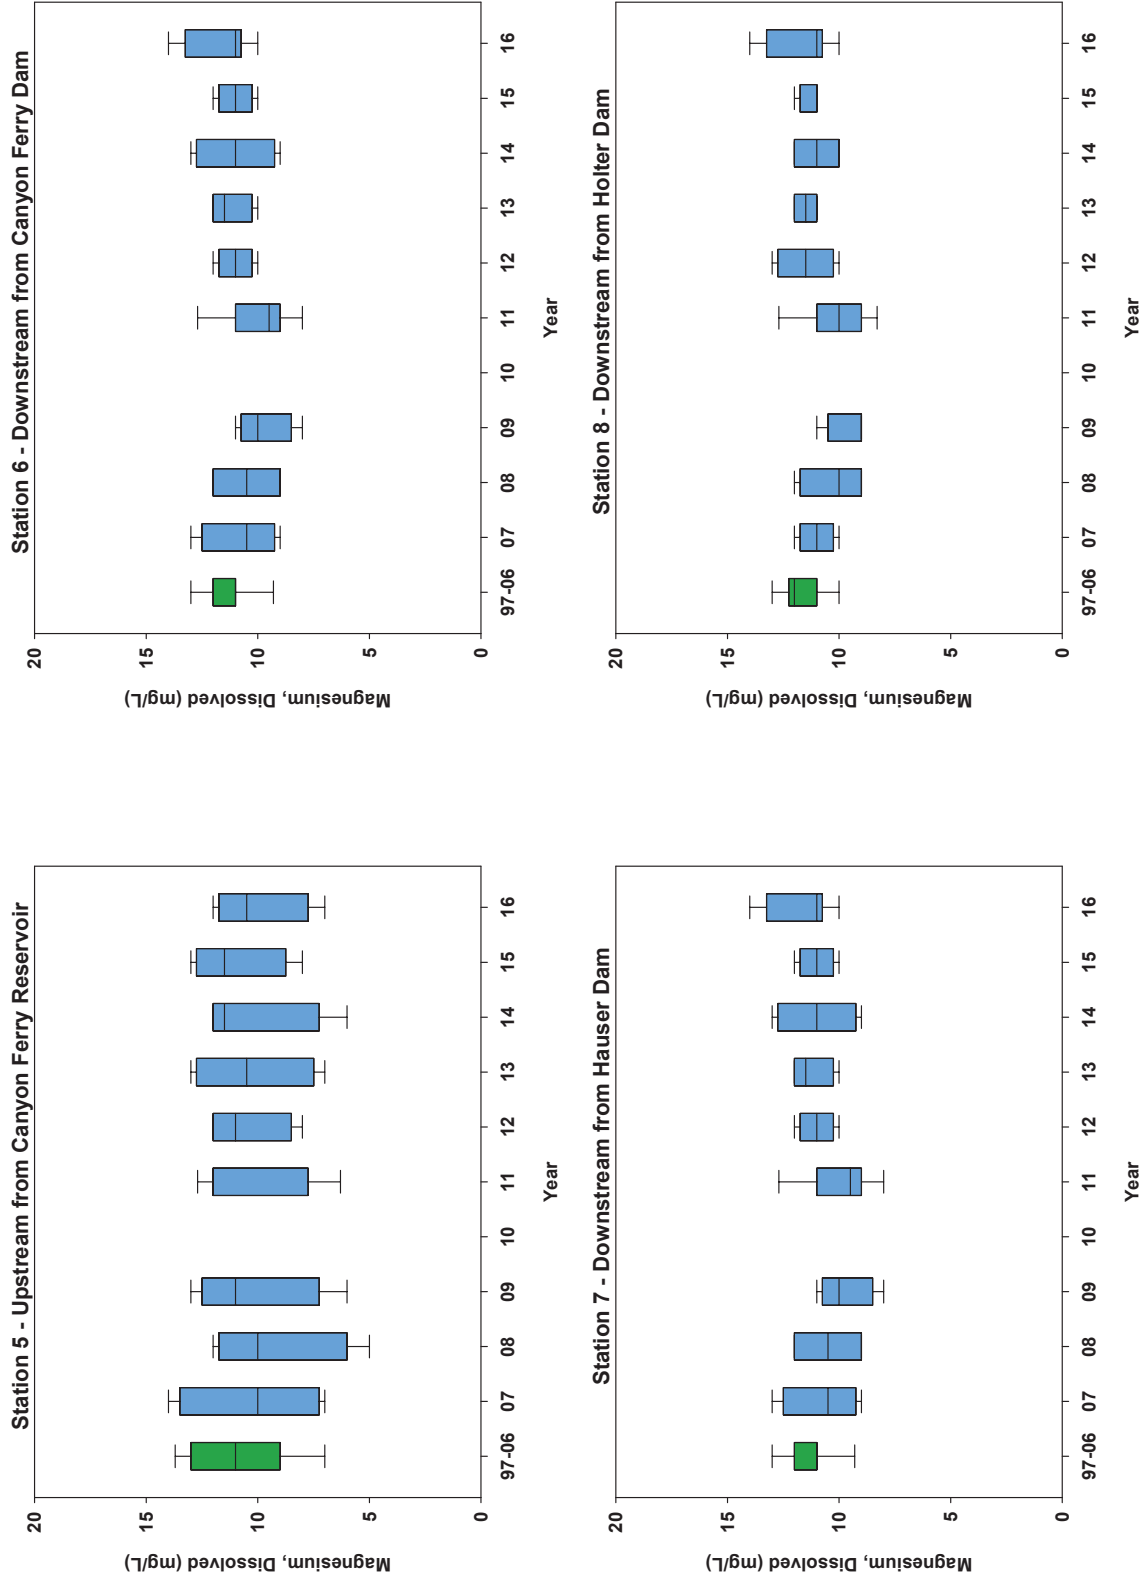 Station 5 - Upstream from Canyon Ferry Reservoir
Magnesium, Dissolved (mg/L)
20
15
10
5
0
97-06 07 08 09 10 11 12 13 14 15 16
Year
Station 6 - Downstream from Canyon Ferry Dam
Magnesium, Dissolved (mg/L)
20
15
10
5
0
97-06 07 08 09 10 11 12 13 14 15 16
Year
Station 7 - Downstream from Hauser Dam
Magnesium, Dissolved (mg/L)
20
15
10
5
0
97-06 07 08 09 10 11 12 13 14 15 16
Year
Station 8 - Downstream from Holter Dam
Magnesium, Dissolved (mg/L)
20
15
10
5
0
97-06 07 08 09 10 11 12 13 14 15 16
Year